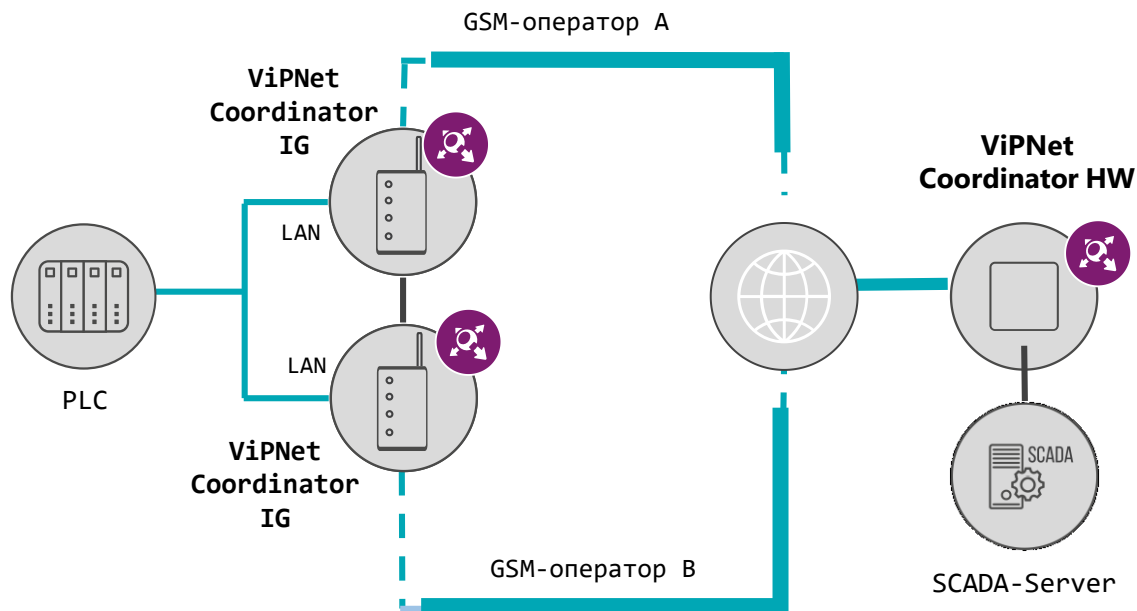 GSM-оператор A
ViPNet
Coordinator
IG
ViPNet
Coordinator HW
LAN
LAN
PLC
ViPNet
Coordinator
IG
SCADA
GSM-оператор B
SCADA-Server